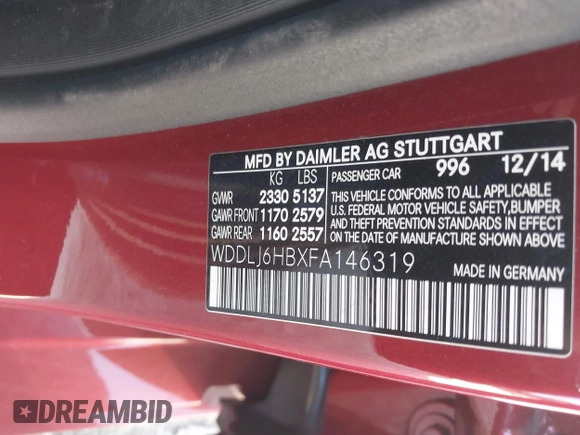 MFD BY DAIMLER AG STUTTGART
KG LBS PASSENGER CAR 996 12/14
GVWR 2330 5137
GAWR FRONT 1170 2579
GAWR REAR 1160 2557
THIS VEHICLE CONFORMS TO ALL APPLICABLE
U.S. FEDERAL MOTOR VEHICLE SAFETY,BUMPER
AND THEFT PREVENTION STANDARDS IN EFFECT
ON THE DATE OF MANUFACTURE SHOWN ABOVE
WDDLJ6HBXFA146319 MADE IN GERMANY
DREAMBID